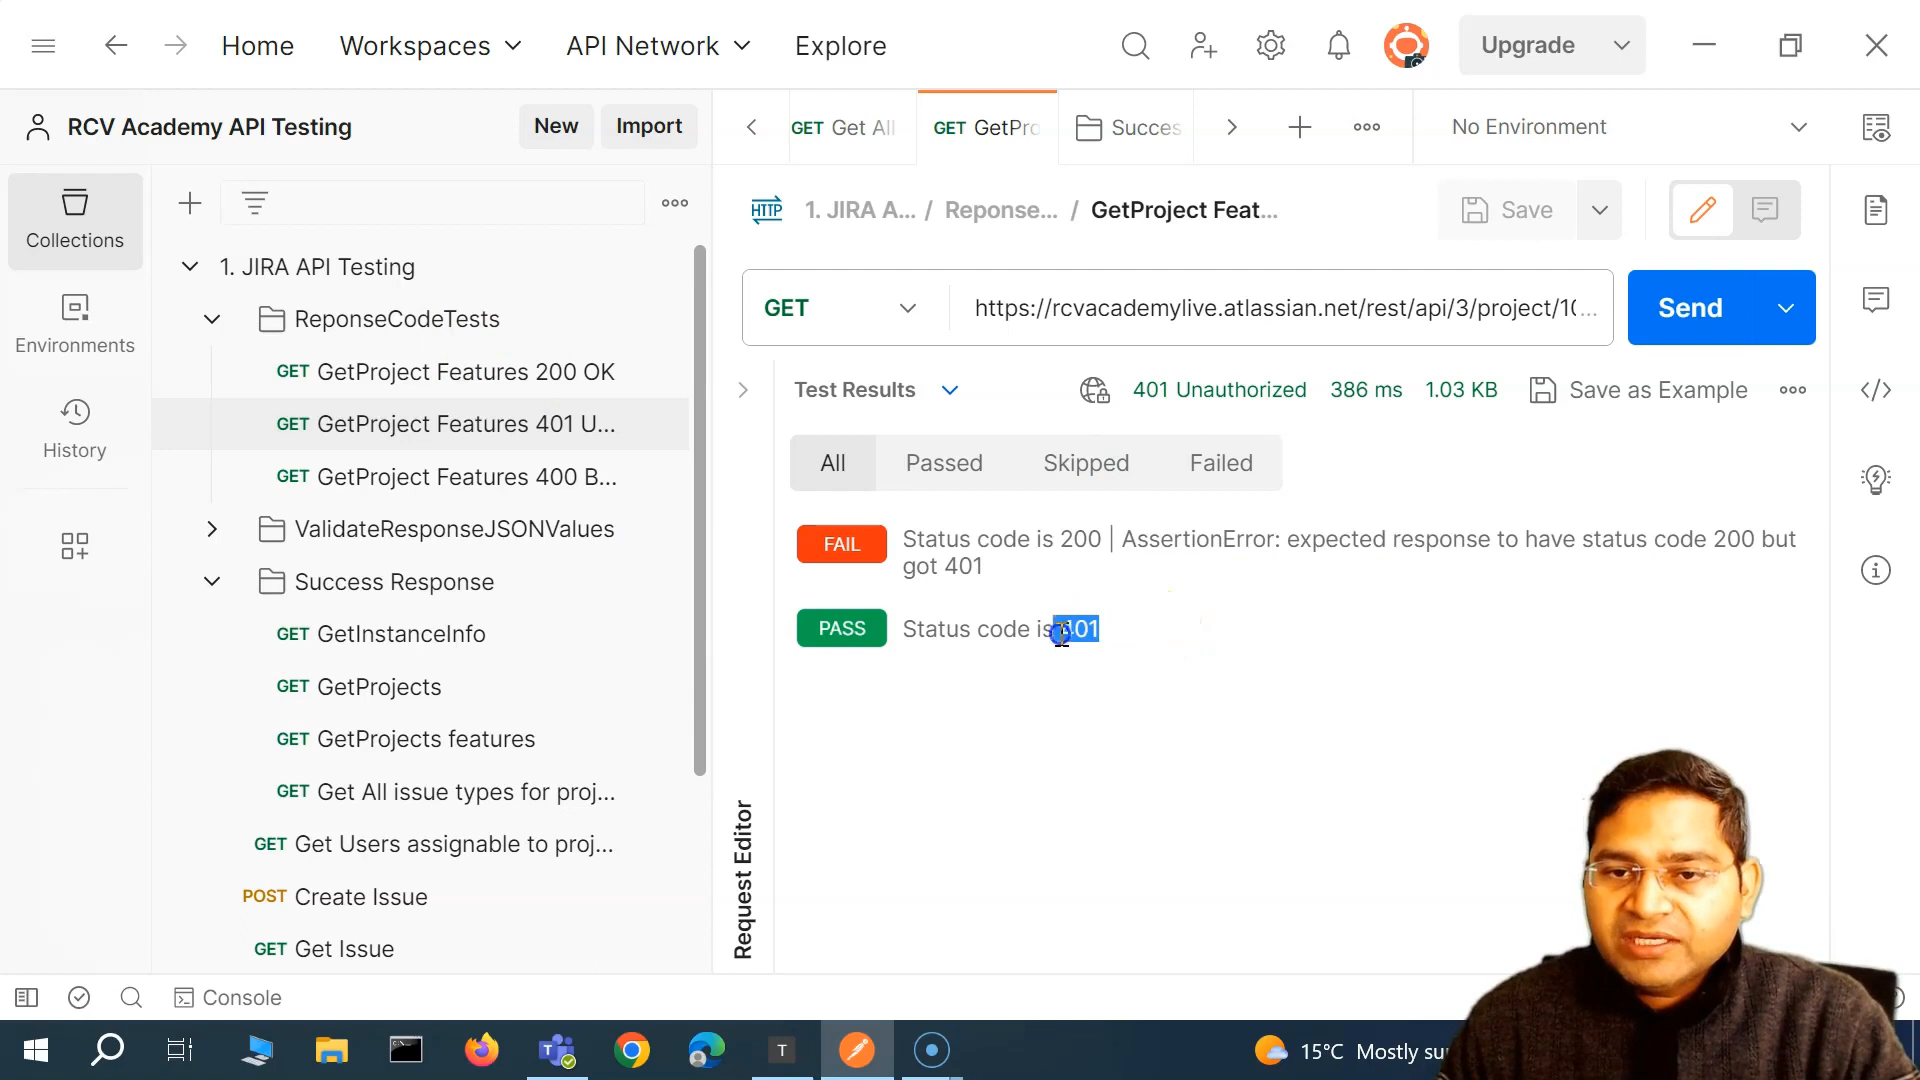 Home
Workspaces
API Network
Explore
Upgrade
RCV Academy API Testing
New
Import
GET Get All
GET GetPro
Succes
No Environment
Collections
Environments
History
1. JIRA API Testing
ReponseCodeTests
GET GetProject Features 200 OK
GET GetProject Features 401 U...
GET GetProject Features 400 B...
ValidateResponseJSONValues
Success Response
GET GetInstanceInfo
GET GetProjects
GET GetProjects features
GET Get All issue types for proj...
GET Get Users assignable to proj...
POST Create Issue
GET Get Issue
HTTP
1. JIRA A... / Reponse... / GetProject Feat...
Save
GET
https://rcvacademylive.atlassian.net/rest/api/3/project/10...
Send
Test Results
401 Unauthorized 386 ms 1.03 KB
Save as Example
All
Passed
Skipped
Failed
FAIL
Status code is 200 | AssertionError: expected response to have status code 200 but
got 401
PASS
Status code is 401
Request Editor
Console
T
15°C Mostly su